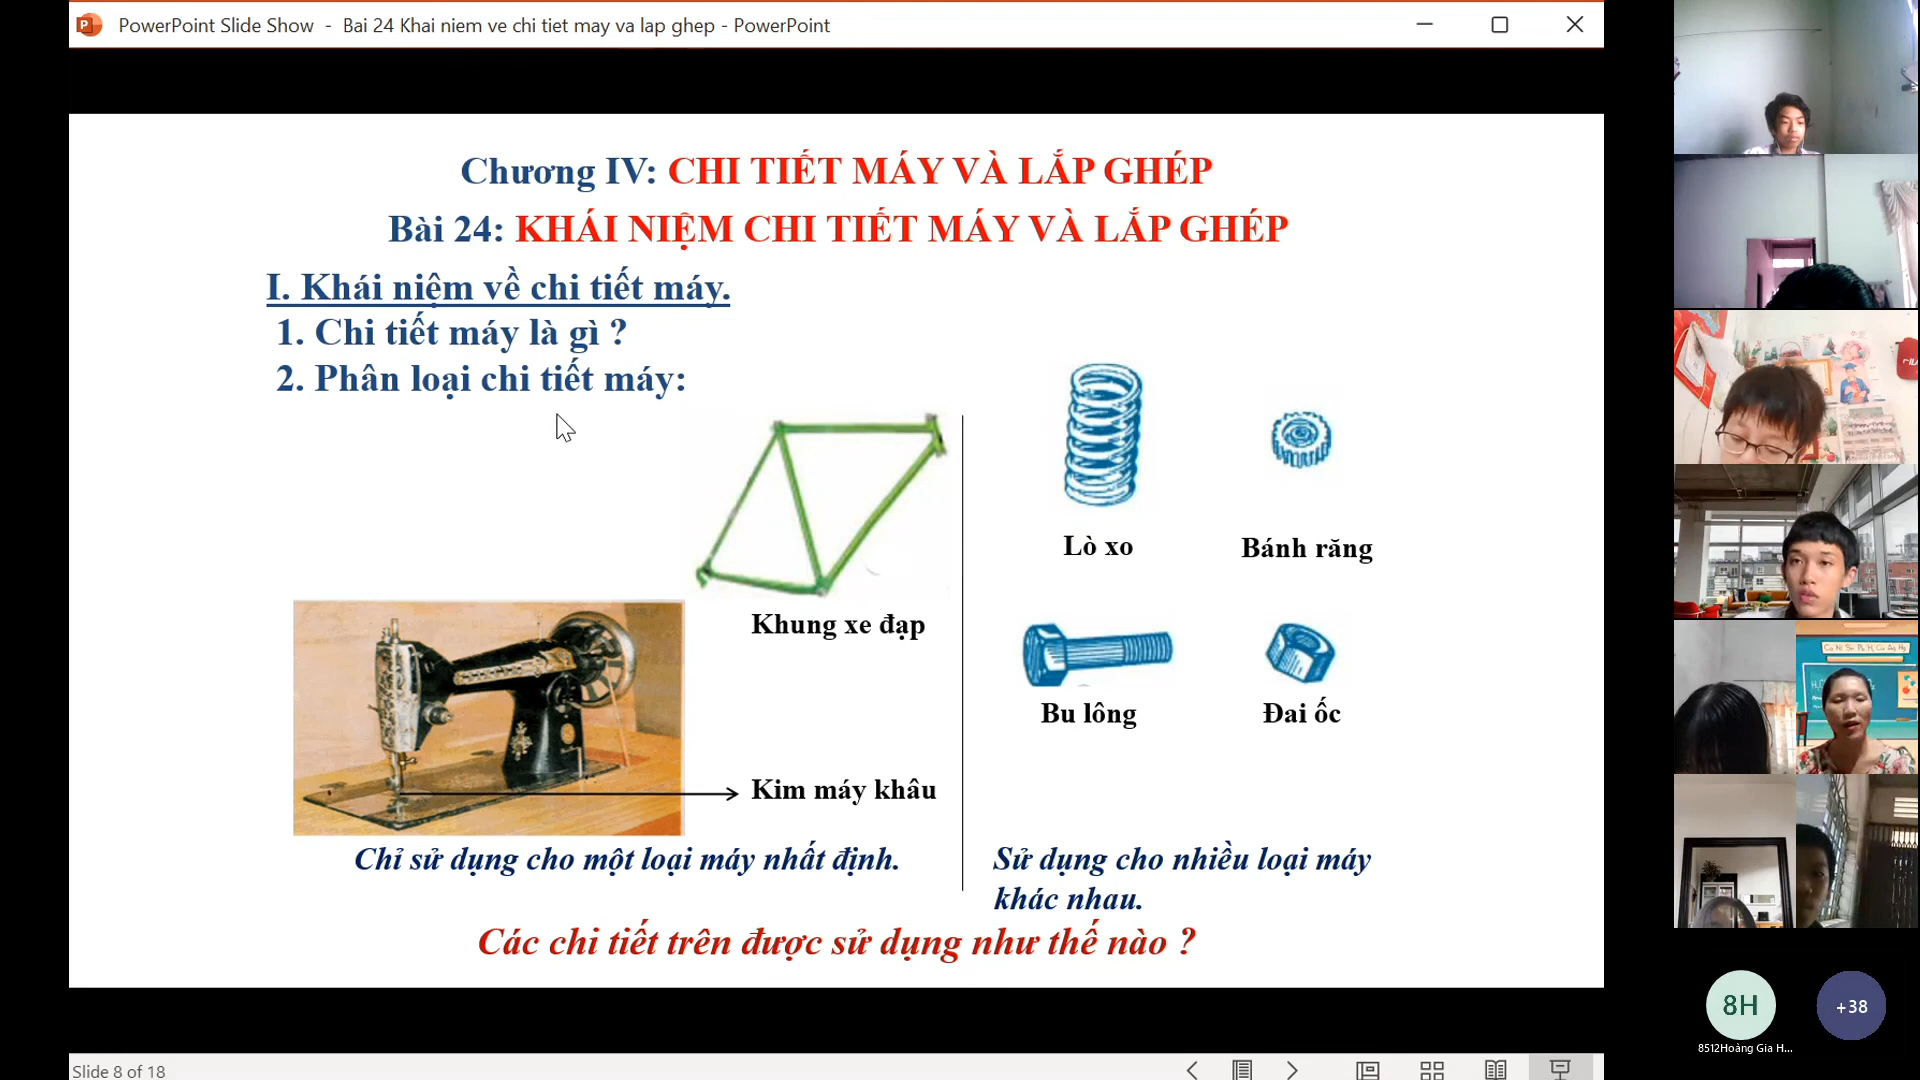 PowerPoint Slide Show - Bai 24 Khai niem ve chi tiet may va lap ghep - PowerPoint
Chương IV: CHI TIẾT MÁY VÀ LẮP GHÉP
Bài 24: KHÁI NIỆM CHI TIẾT MÁY VÀ LẮP GHÉP
I. Khái niệm về chi tiết máy.
1. Chi tiết máy là gì ?
2. Phân loại chi tiết máy:
Khung xe đạp
Kim máy khâu
Chỉ sử dụng cho một loại máy nhất định.
Lò xo
Bánh răng
Bu lông
Đai ốc
Sử dụng cho nhiều loại máy
khác nhau.
Các chi tiết trên được sử dụng như thế nào ?
Slide 8 of 18
8H
+38
8512Hoàng Gia H...